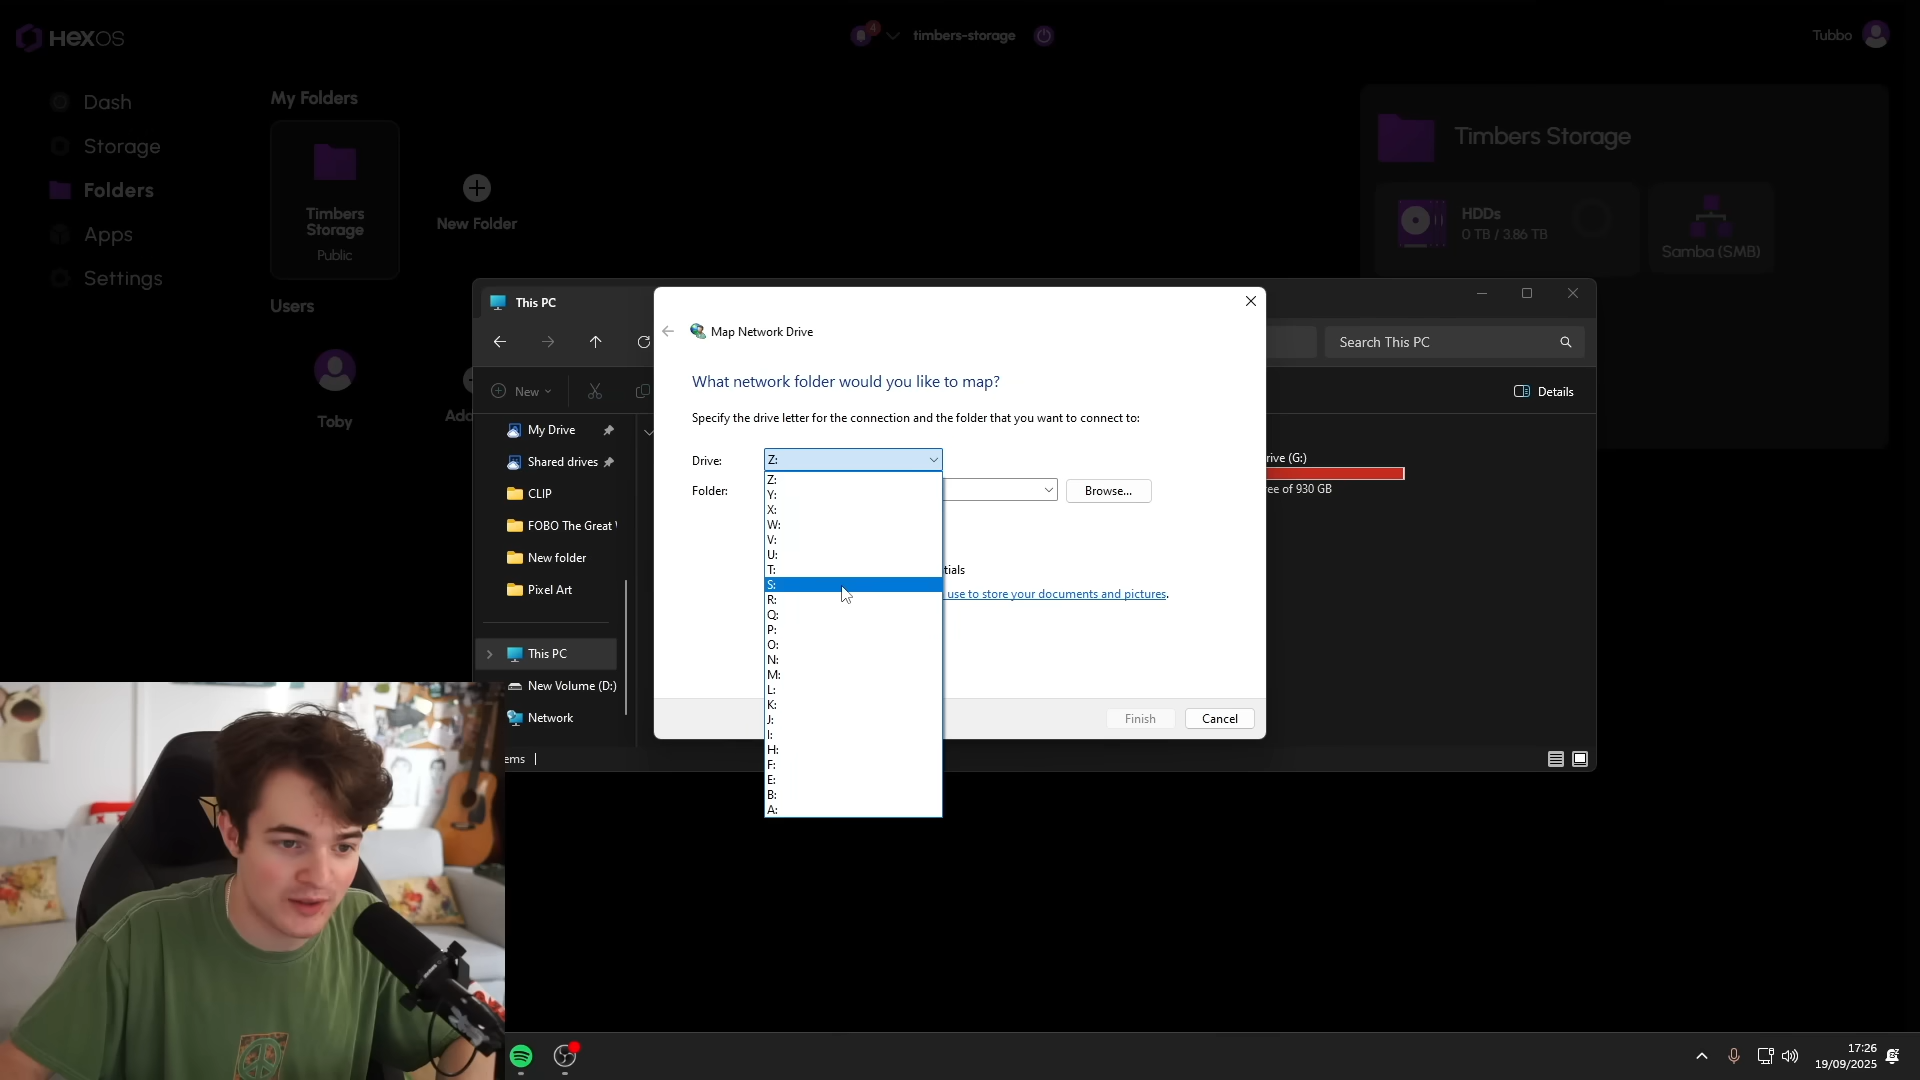 HEXOS
4
timbers-storage
Tubbo
Dash
Storage
Folders
Apps
Settings
My Folders
Timbers
Storage
Public
New Folder
Users
Toby
Add
Timbers Storage
HDDs
0 TB / 3.86 TB
Samba (SMB)
This PC
Search This PC
New
Details
My Drive
Shared drives
CLIP
FOBO The Great
New folder
Pixel Art
This PC
New Volume (D:)
Network
ems
rive (G:)
ee of 930 GB
Map Network Drive
What network folder would you like to map?
Specify the drive letter for the connection and the folder that you want to connect to:
Drive:
Z:
Folder:
Browse...
Z:
Y:
X:
W:
V:
U:
T:
S:
R:
Q:
P:
O:
N:
M:
L:
K:
J:
I:
H:
F:
E:
B:
A:
tials
use to store your documents and pictures.
Finish
Cancel
17:26
19/09/2025